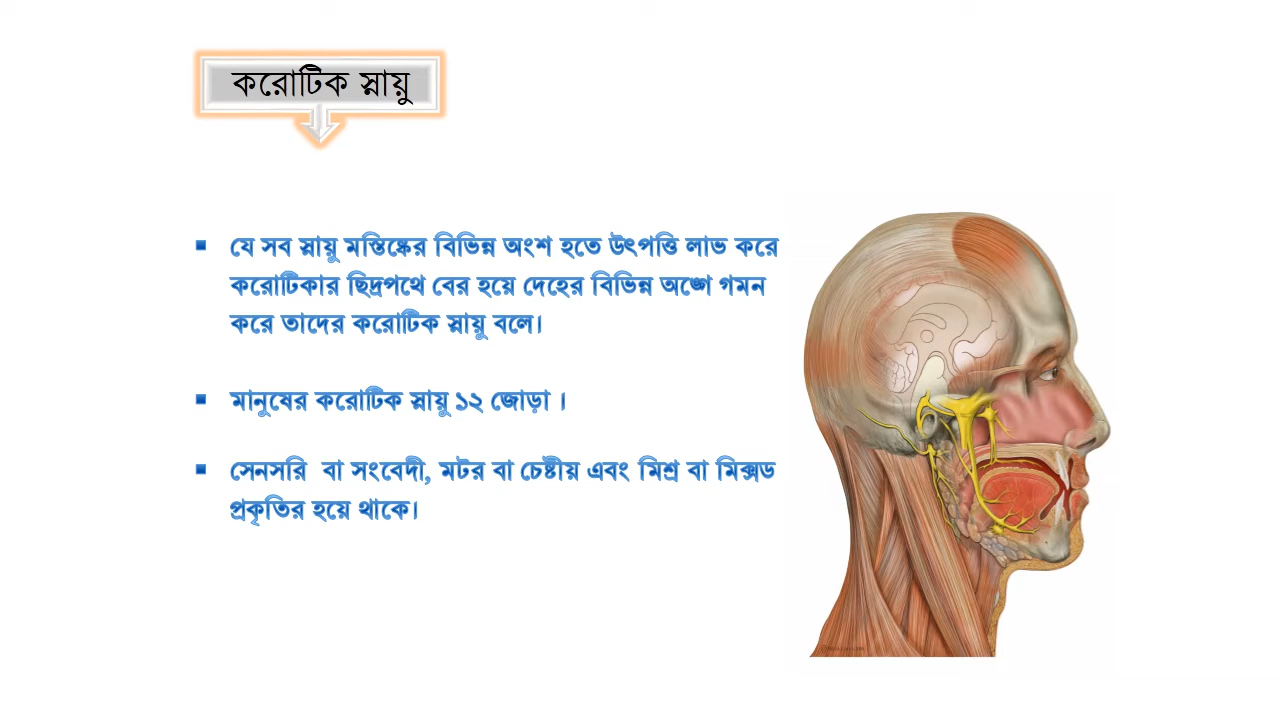 করোটিক স্নায়ু
▪ যে সব স্নায়ু মস্তিষ্কের বিভিন্ন অংশ হতে উৎপত্তি লাভ করে
করোটিকার ছিদ্রপথে বের হয়ে দেহের বিভিন্ন অঙ্গে গমন
করে তাদের করোটিক স্নায়ু বলে।
▪ মানুষের করোটিক স্নায়ু ১২ জোড়া ।
▪ সেনসরি বা সংবেদী, মটর বা চেষ্টীয় এবং মিশ্র বা মিক্সড
প্রকৃতির হয়ে থাকে।